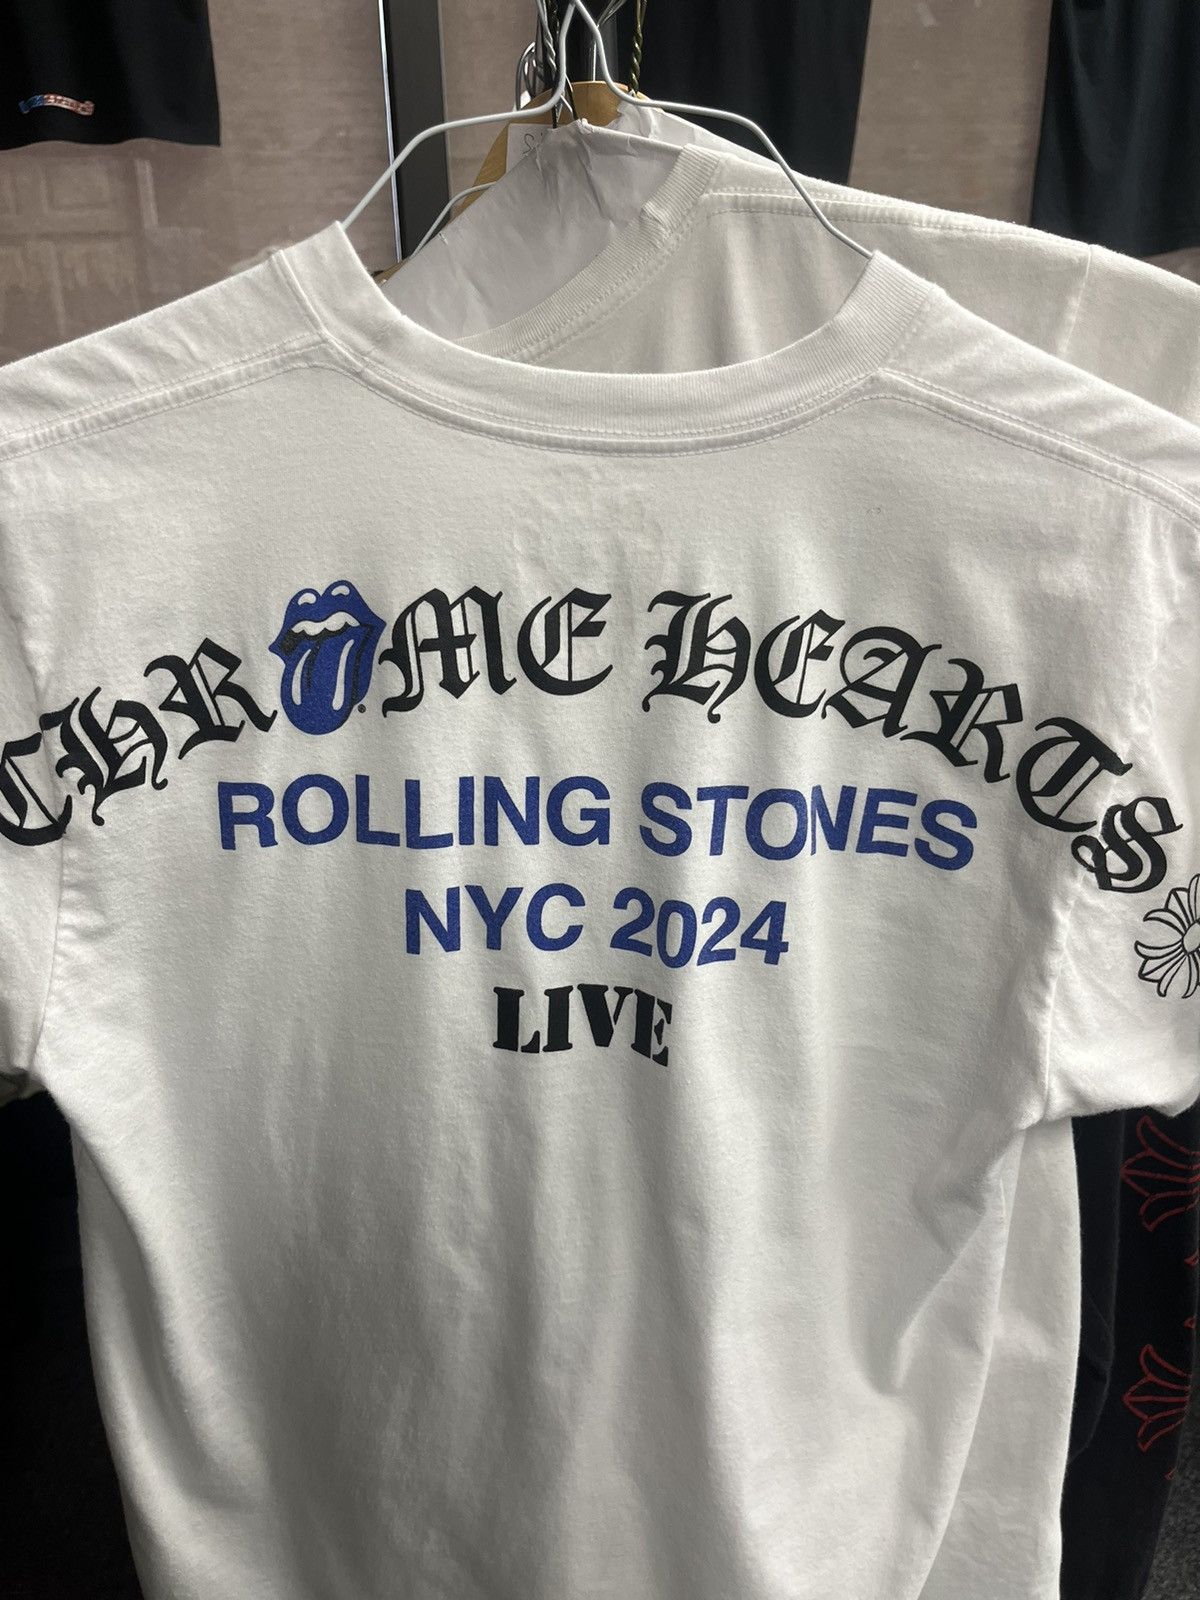 CHROME HEARTS
ROLLING STONES
NYC 2024
LIVE